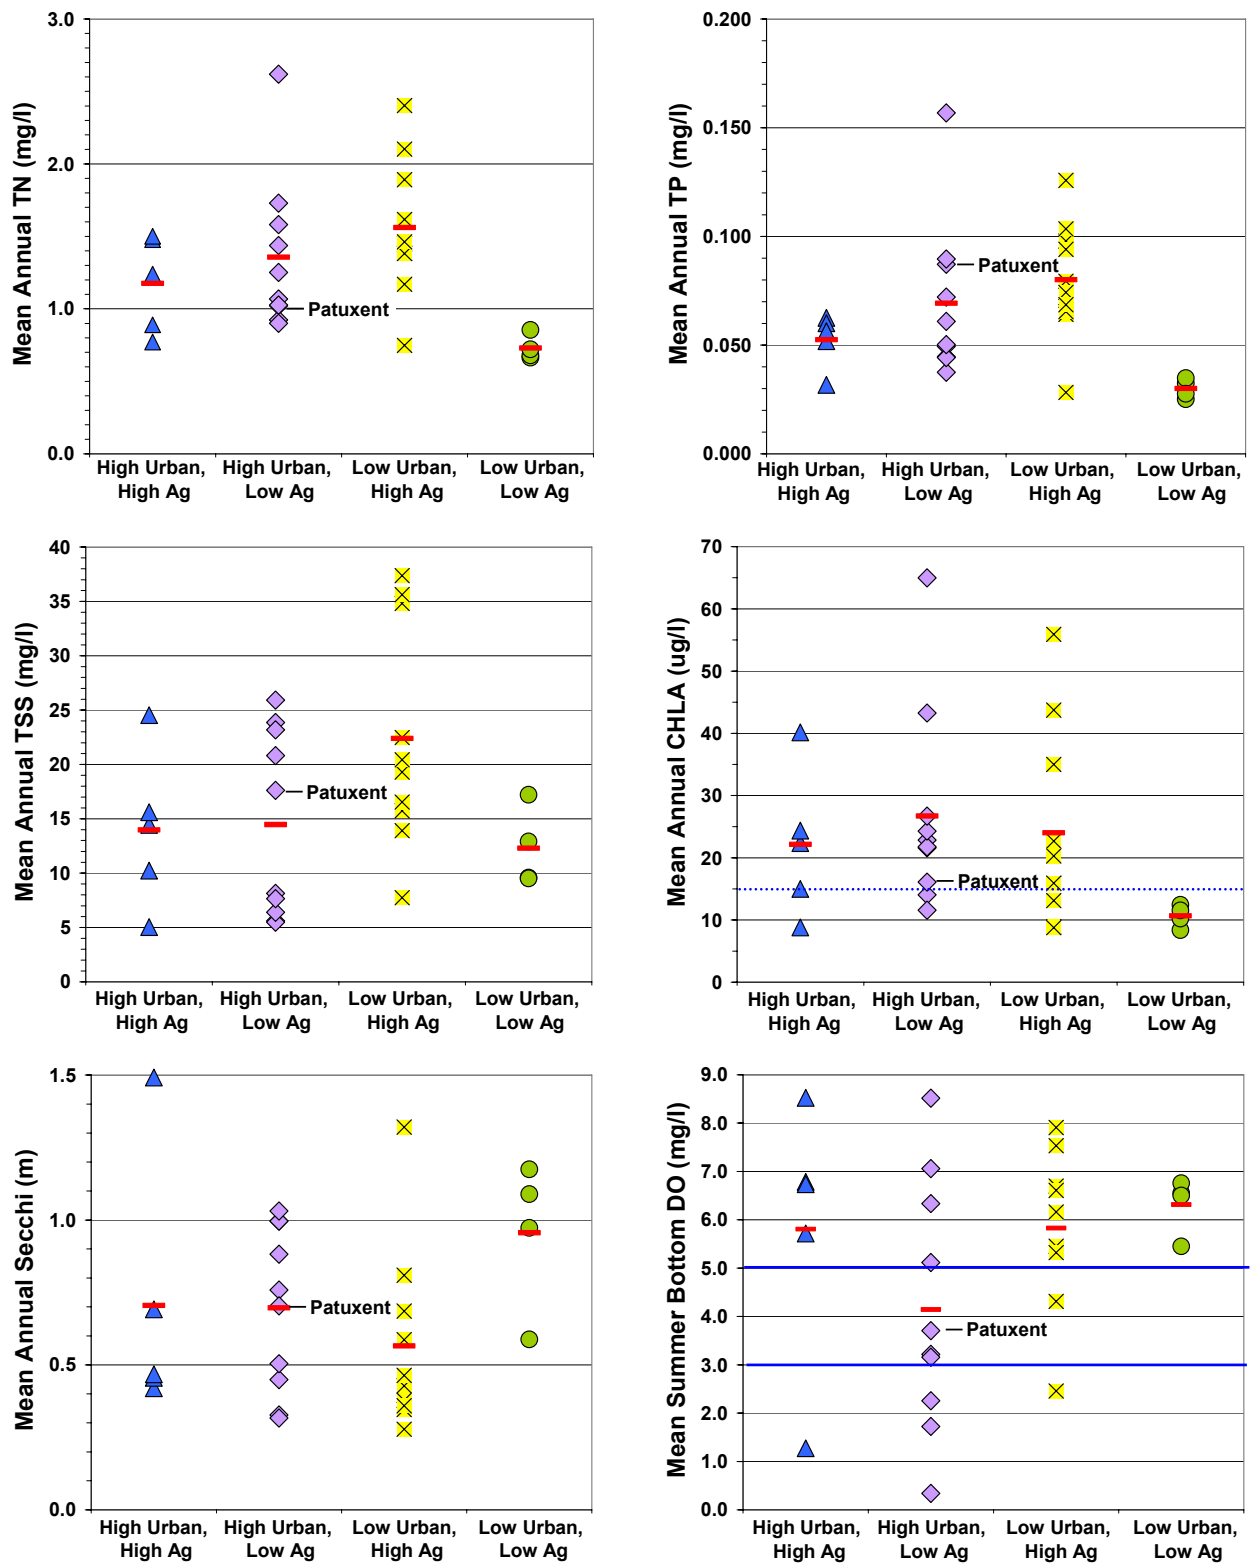 Mean Annual TN (mg/l)
3.0
2.0
1.0
0.0
Patuxent
High Urban, High Urban, Low Urban, Low Urban,
High Ag Low Ag High Ag Low Ag
Mean Annual TP (mg/l)
0.200
0.150
0.100
0.050
0.000
Patuxent
High Urban, High Urban, Low Urban, Low Urban,
High Ag Low Ag High Ag Low Ag
Mean Annual TSS (mg/l)
40
35
30
25
20
15
10
5
0
Patuxent
High Urban, High Urban, Low Urban, Low Urban,
High Ag Low Ag High Ag Low Ag
Mean Annual CHLA (ug/l)
70
60
50
40
30
20
10
0
Patuxent
High Urban, High Urban, Low Urban, Low Urban,
High Ag Low Ag High Ag Low Ag
Mean Annual Secchi (m)
1.5
1.0
0.5
0.0
Patuxent
High Urban, High Urban, Low Urban, Low Urban,
High Ag Low Ag High Ag Low Ag
Mean Summer Bottom DO (mg/l)
9.0
8.0
7.0
6.0
5.0
4.0
3.0
2.0
1.0
0.0
Patuxent
High Urban, High Urban, Low Urban, Low Urban,
High Ag Low Ag High Ag Low Ag